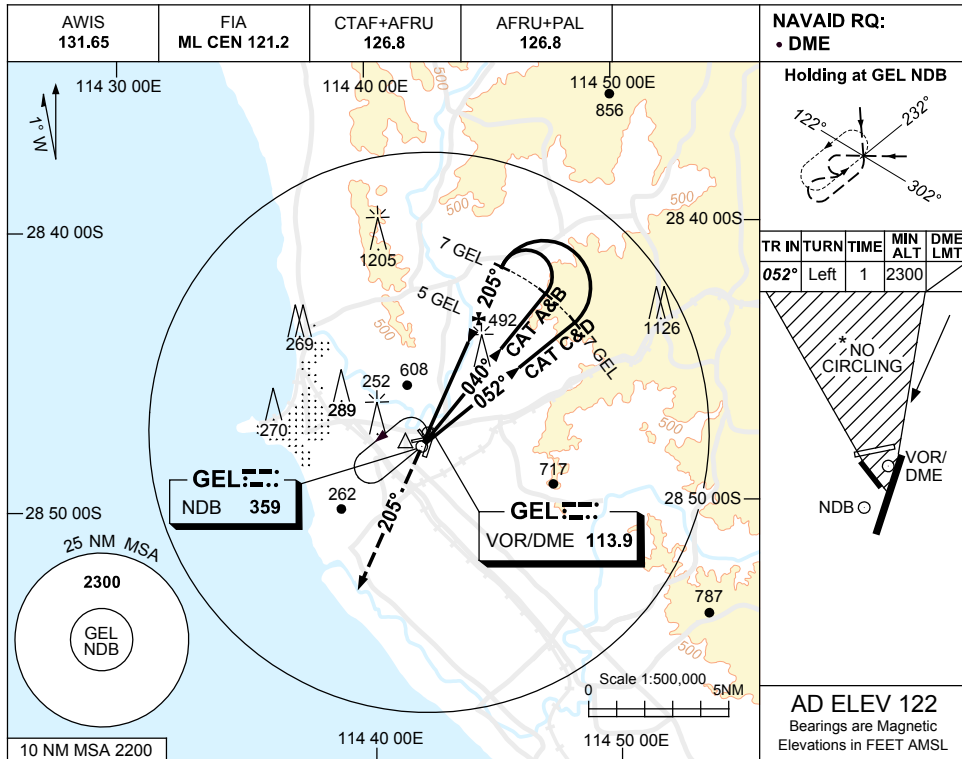 AWIS
131.65
FIA
ML CEN 121.2
CTAF+AFRU
126.8
AFRU+PAL
126.8
NAVAID RQ:
• DME
114 30 00E
114 40 00E
114 50 00E
1° W
500
856
500
28 40 00S
28 40 00S
500
1205
7 GEL
205°
5 GEL
492
CAT A&B
040°
CAT C&D
052°
7 GEL
1126
269
608
252
289
270
500
500
717
262
205°
GEL
NDB 359
GEL
VOR/DME 113.9
28 50 00S
28 50 00S
787
500
25 NM MSA
2300
GEL
NDB
Scale 1:500,000
0
5NM
114 40 00E
114 50 00E
10 NM MSA 2200
Holding at GEL NDB
122°
232°
302°
TR IN TURN TIME MIN ALT DME LMT
052° Left 1 2300
* NO
CIRCLING
VOR/
DME
NDB
AD ELEV 122
Bearings are Magnetic
Elevations in FEET AMSL